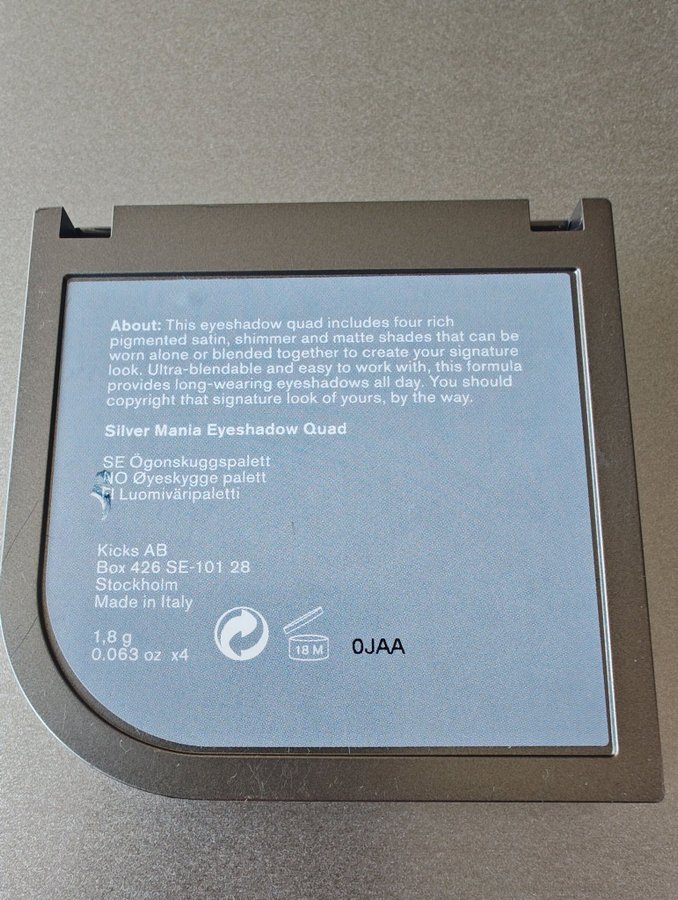 About: This eyeshadow quad includes four rich
pigmented satin, shimmer and matte shades that can be
worn alone or blended together to create your signature
look. Ultra-blendable and easy to work with, this formula
provides long-wearing eyeshadows all day. You should
copyright that signature look of yours, by the way.
Silver Mania Eyeshadow Quad
SE Ögonskuggspalett
NO Øyeskygge palett
FI Luomiväripaletti
Kicks AB
Box 426 SE-101 28
Stockholm
Made in Italy
1,8 g
0.063 oz x4
18 M
0JAA